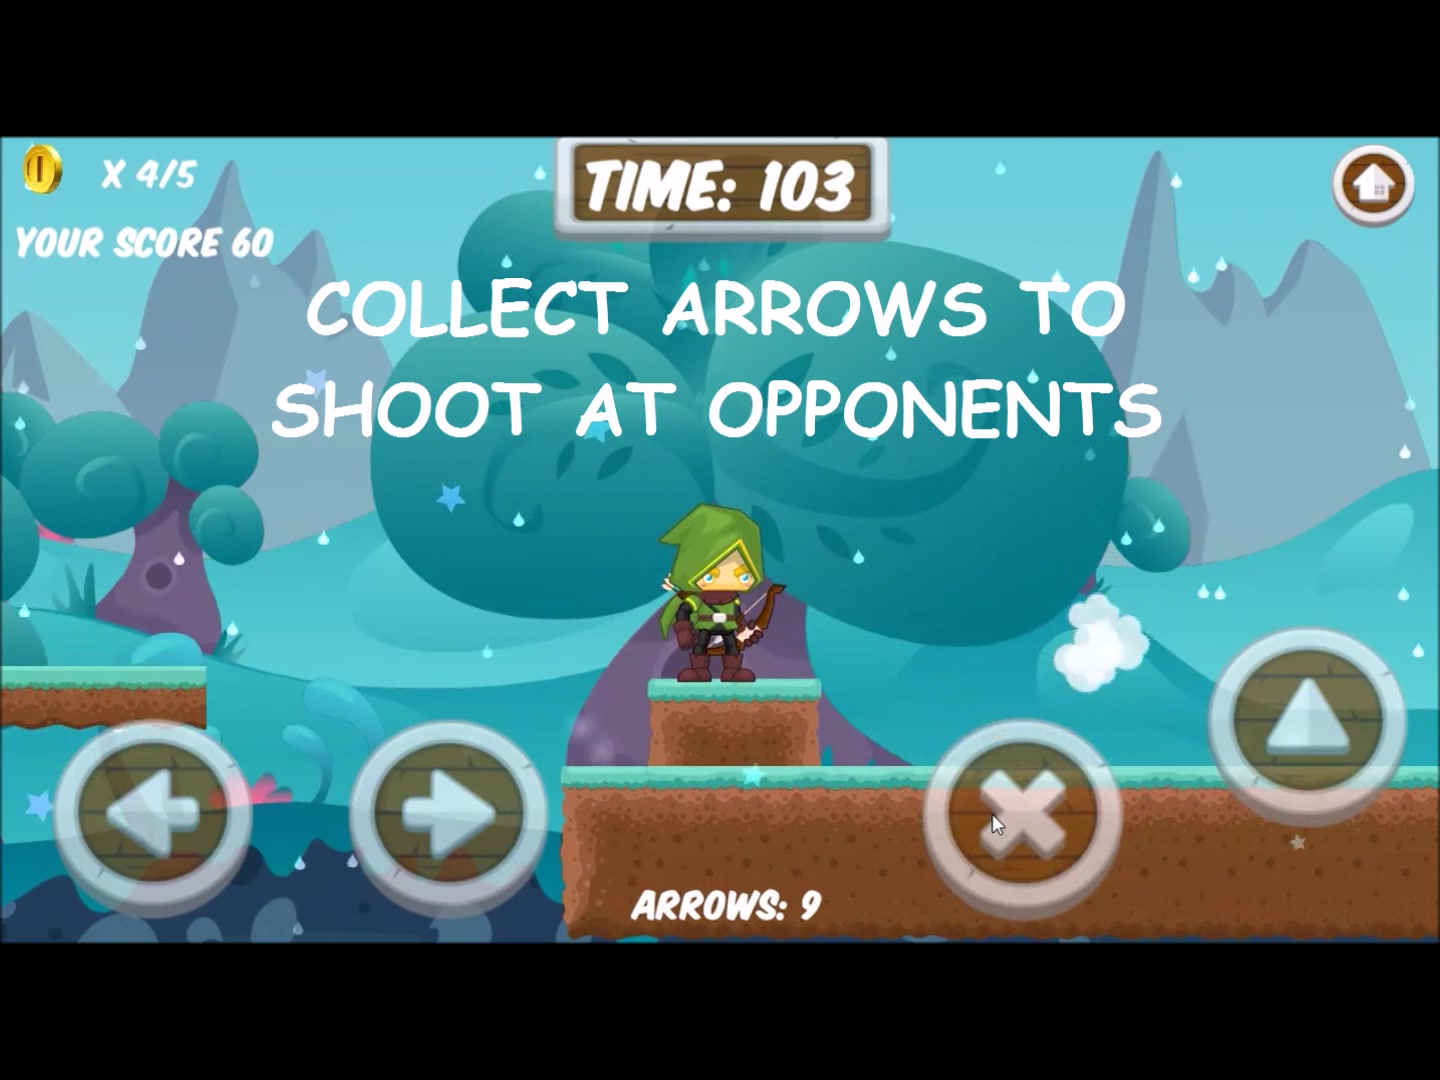 X 4/5
TIME: 103
YOUR SCORE 60
COLLECT ARROWS TO
SHOOT AT OPPONENTS
ARROWS: 9